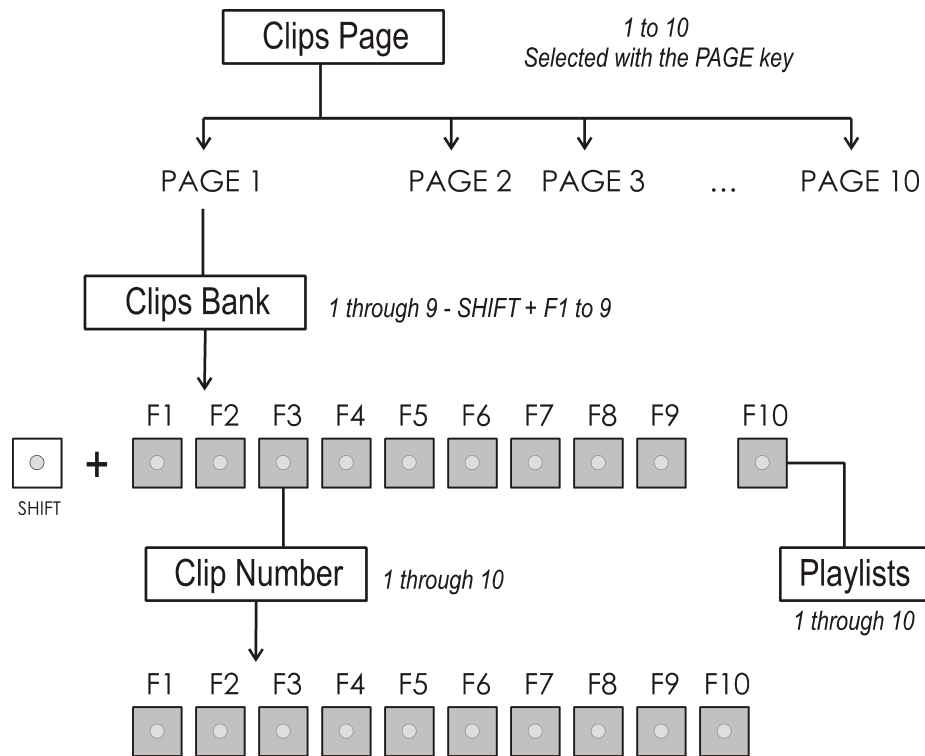 Clips Page
1 to 10
Selected with the PAGE key
PAGE 1 PAGE 2 PAGE 3 ... PAGE 10
Clips Bank
1 through 9 - SHIFT + F1 to 9
F1 F2 F3 F4 F5 F6 F7 F8 F9 F10
+
SHIFT
Clip Number
1 through 10
Playlists
1 through 10
F1 F2 F3 F4 F5 F6 F7 F8 F9 F10